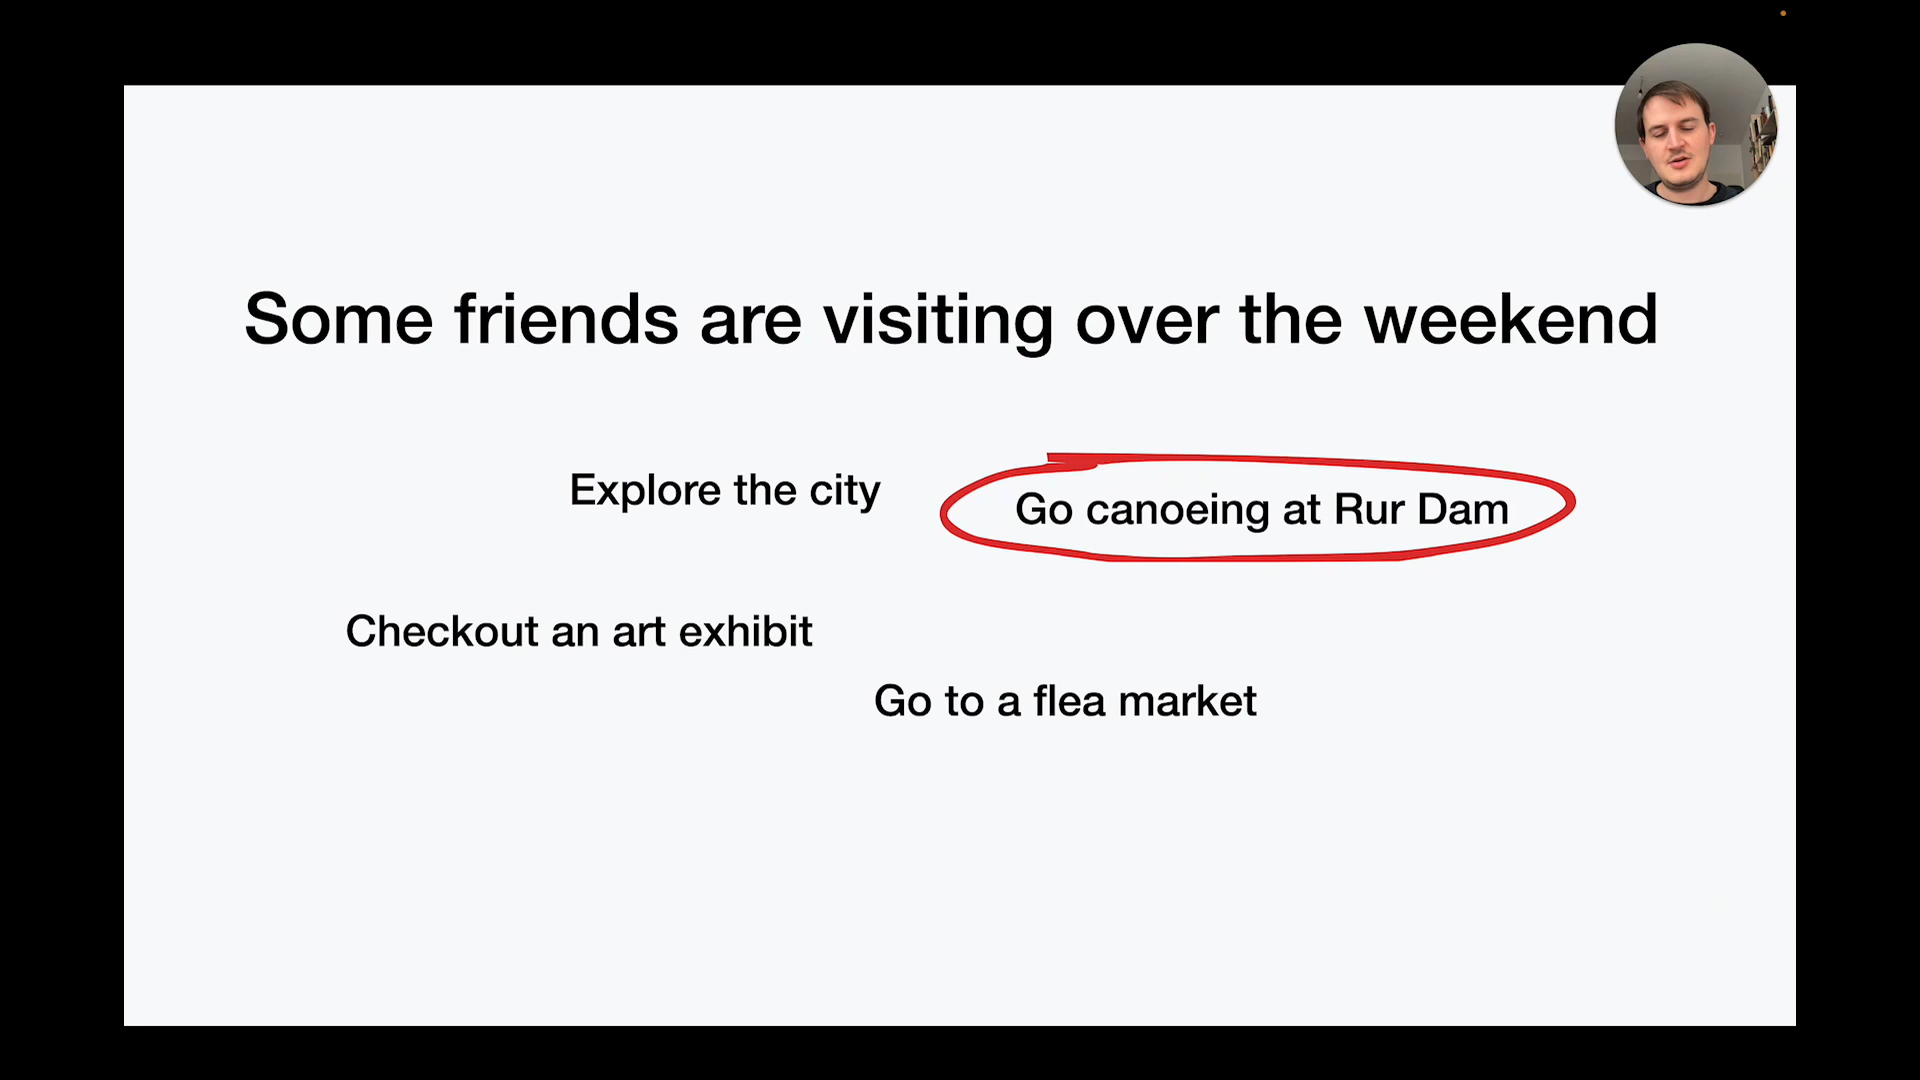 Some friends are visiting over the weekend
Explore the city
Go canoeing at Rur Dam
Checkout an art exhibit
Go to a flea market